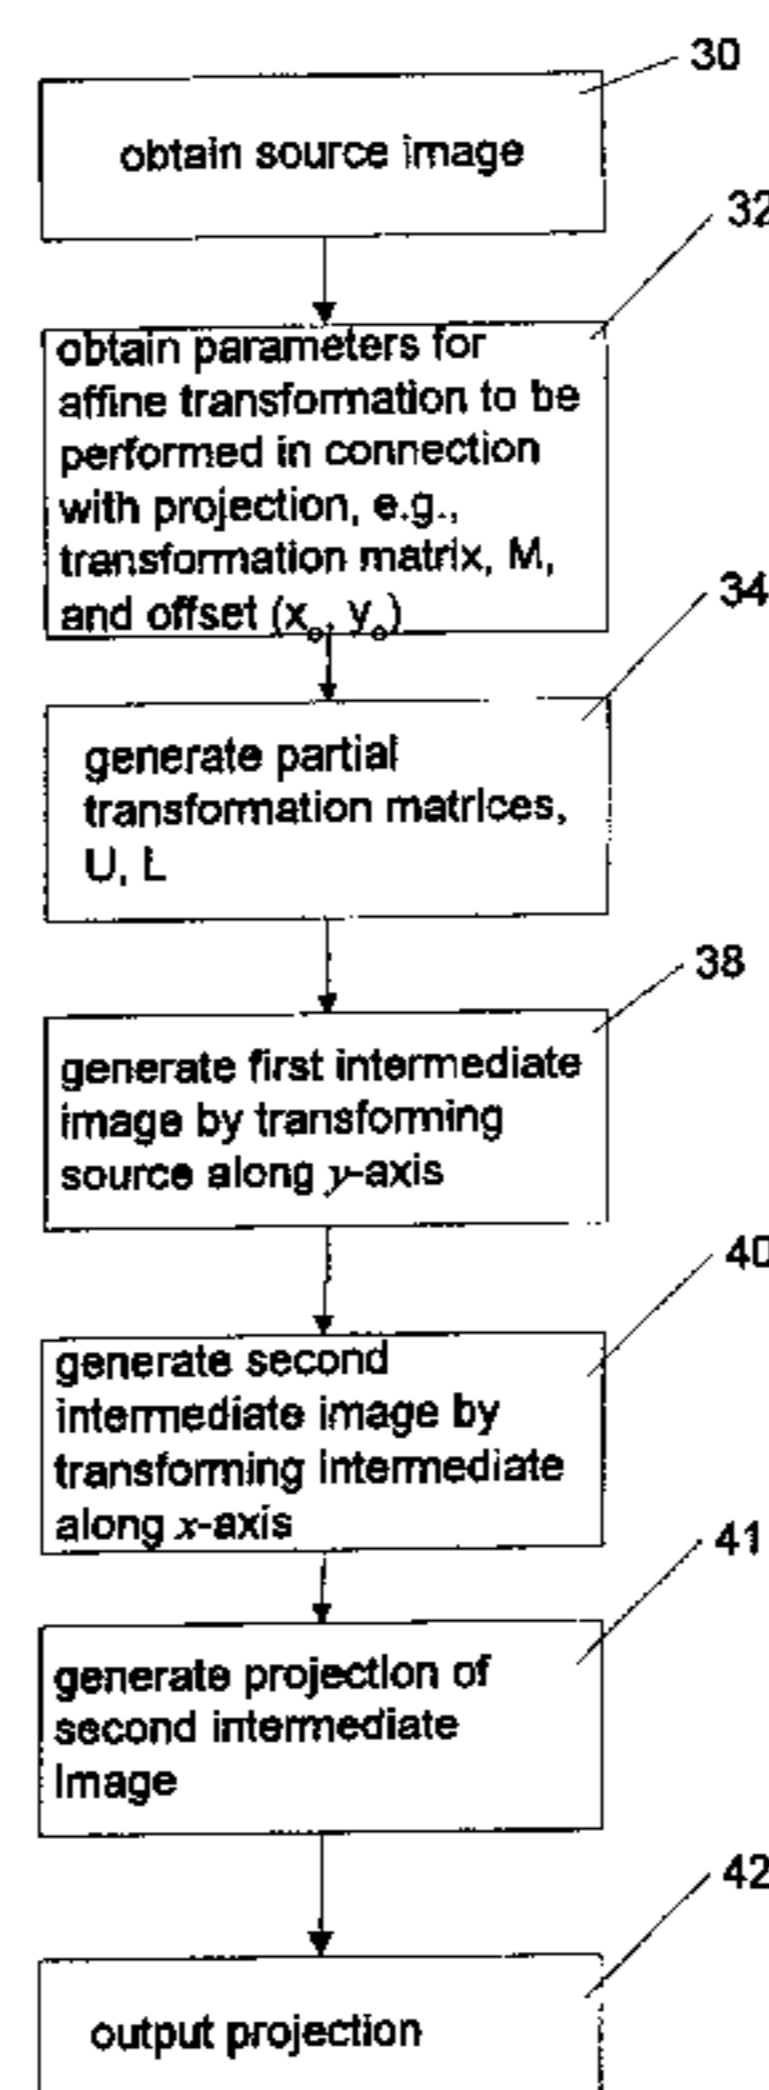 30
obtain source image
32
obtain parameters for
affine transformation to be
performed in connection
with projection, e.g.,
transformation matrix, M,
and offset (xₒ, yₒ)
34
generate partial
transformation matrices,
U, L
38
generate first intermediate
image by transforming
source along y-axis
40
generate second
intermediate image by
transforming intermediate
along x-axis
41
generate projection of
second intermediate
Image
42
output projection